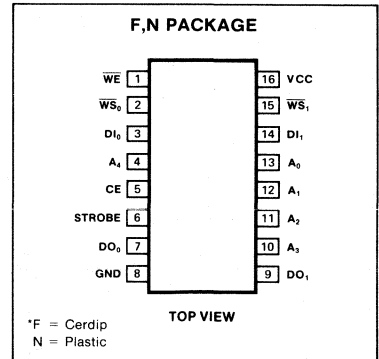 F,N PACKAGE
WE 1 16 VCC
WS₀ 2 15 WS₁
DI₀ 3 14 DI₁
A₄ 4 13 A₀
CE 5 12 A₁
STROBE 6 11 A₂
DO₀ 7 10 A₃
GND 8 9 DO₁
TOP VIEW
*F = Cerdip
N = Plastic